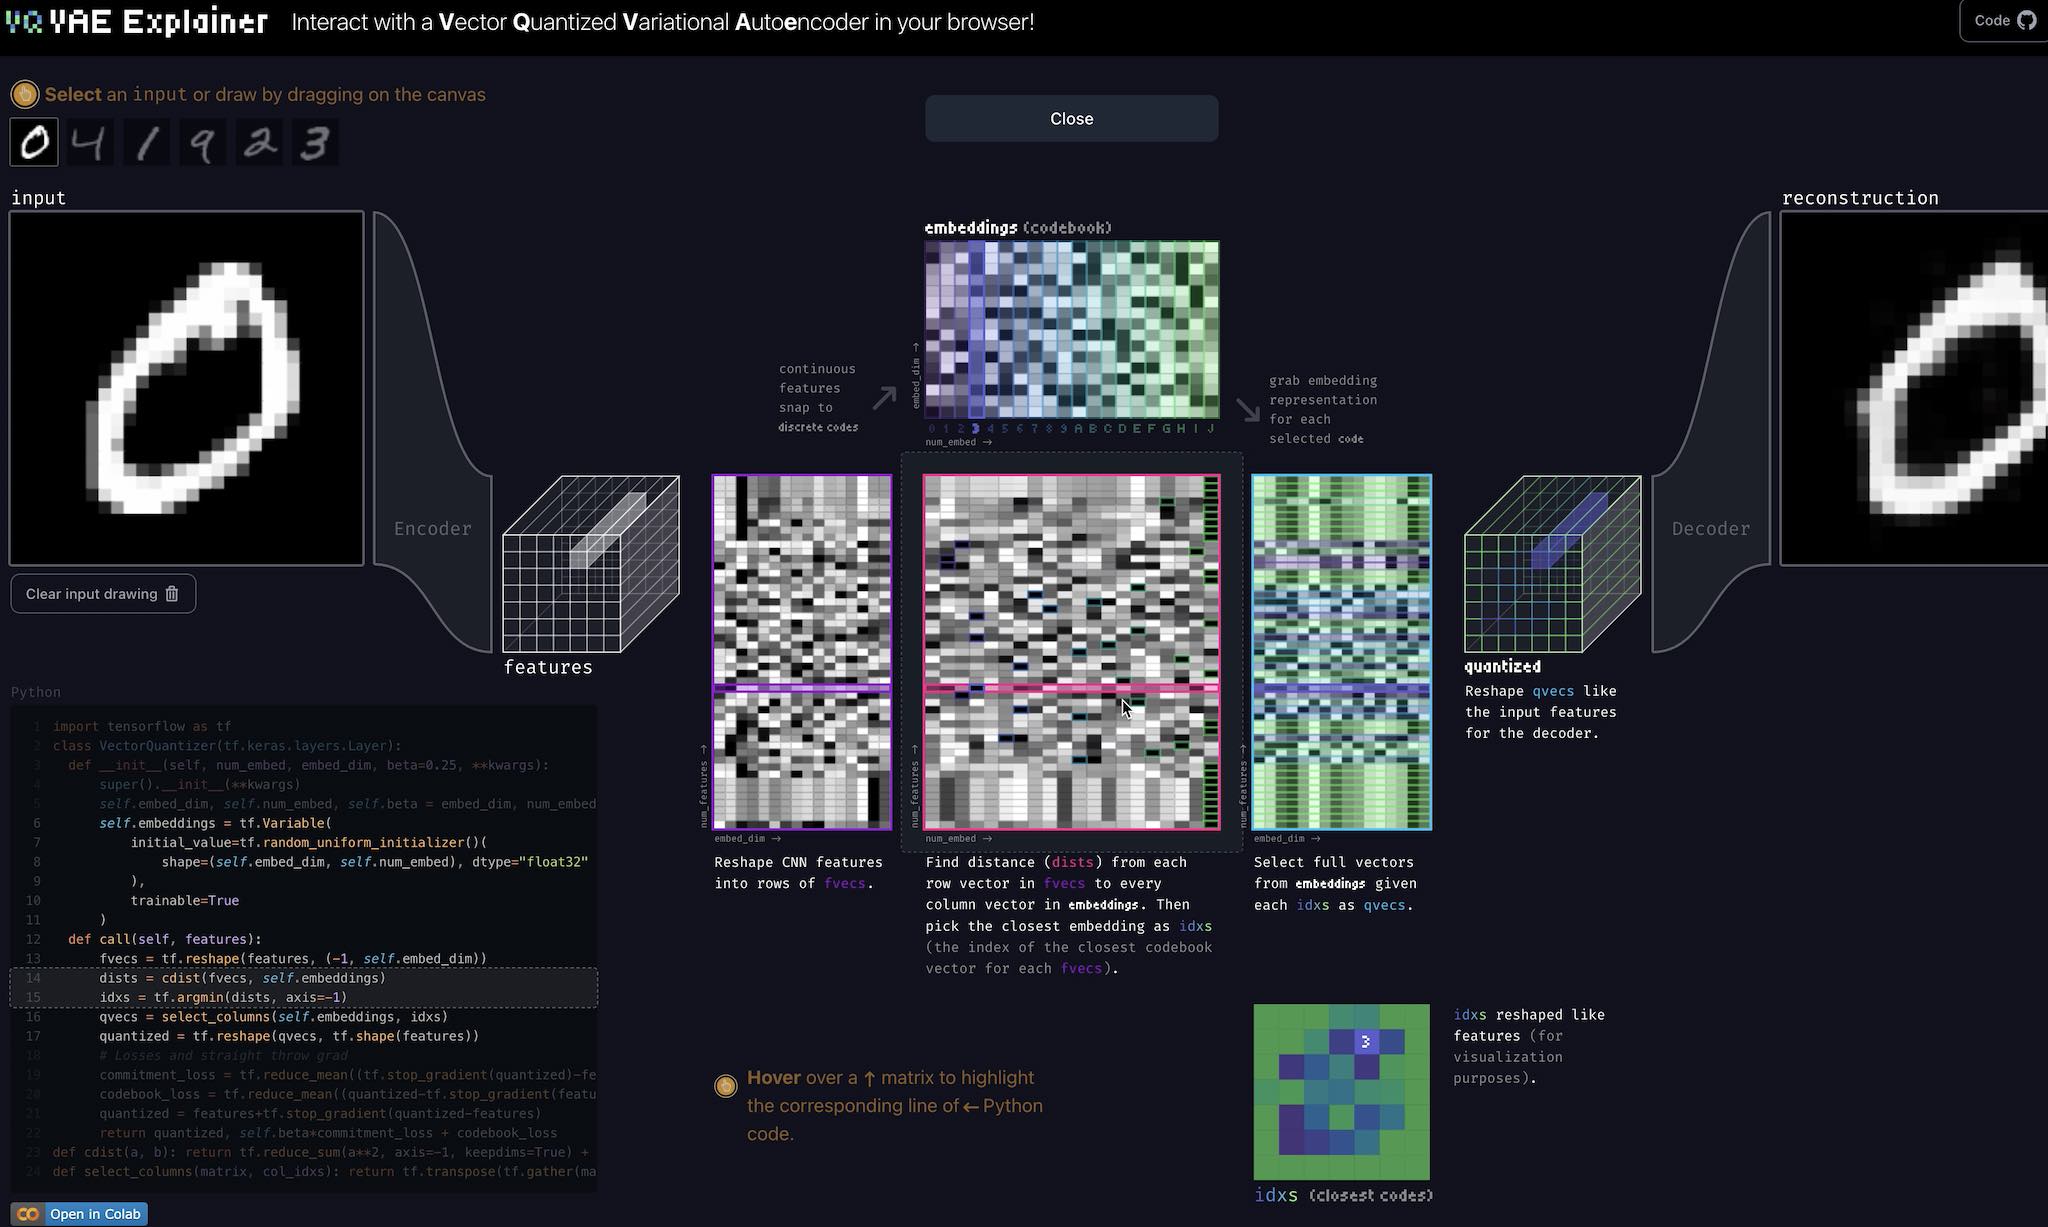 VQ VAE Explainer
Interact with a Vector Quantized Variational Autoencoder in your browser!
Code
Select an input or draw by dragging on the canvas
Close
input
reconstruction
embeddings (codebook)
continuous
features
snap to
discrete codes
embed_dim →
0 1 2 3 4 5 6 7 8 9 A B C D E F G H I J
num_embed →
grab embedding
representation
for each
selected code
Encoder
Decoder
Clear input drawing
features
quantized
Reshape qvecs like
the input features
for the decoder.
num_features →
embed_dim →
num_features →
num_embed →
num_features →
embed_dim →
Reshape CNN features
into rows of fvecs.
Find distance (dists) from each
row vector in fvecs to every
column vector in embeddings. Then
pick the closest embedding as idxs
(the index of the closest codebook
vector for each fvecs).
Select full vectors
from embeddings given
each idxs as qvecs.
Python
1 import tensorflow as tf
2 class VectorQuantizer(tf.keras.layers.Layer):
3 def __init__(self, num_embed, embed_dim, beta=0.25, **kwargs):
4 super().__init__(**kwargs)
5 self.embed_dim, self.num_embed, self.beta = embed_dim, num_embed
6 self.embeddings = tf.Variable(
7 initial_value=tf.random_uniform_initializer()(
8 shape=(self.embed_dim, self.num_embed), dtype="float32"
9 ),
10 trainable=True
11 )
12 def call(self, features):
13 fvecs = tf.reshape(features, (-1, self.embed_dim))
14 dists = cdist(fvecs, self.embeddings)
15 idxs = tf.argmin(dists, axis=-1)
16 qvecs = select_columns(self.embeddings, idxs)
17 quantized = tf.reshape(qvecs, tf.shape(features))
18 # Losses and straight throw grad
19 commitment_loss = tf.reduce_mean((tf.stop_gradient(quantized)-fe
20 codebook_loss = tf.reduce_mean((quantized-tf.stop_gradient(featu
21 quantized = features+tf.stop_gradient(quantized-features)
22 return quantized, self.beta*commitment_loss + codebook_loss
23 def cdist(a, b): return tf.reduce_sum(a**2, axis=-1, keepdims=True) +
24 def select_columns(matrix, col_idxs): return tf.transpose(tf.gather(ma
Open in Colab
Hover over a ↑ matrix to highlight
the corresponding line of ← Python
code.
3
idxs reshaped like
features (for
visualization
purposes).
idxs (closest codes)